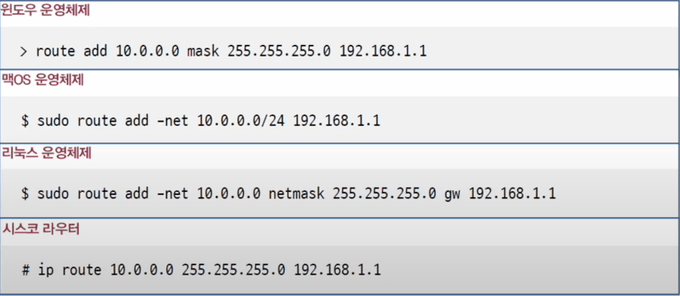 윈도우 운영체제
> route add 10.0.0.0 mask 255.255.255.0 192.168.1.1
맥OS 운영체제
$ sudo route add -net 10.0.0.0/24 192.168.1.1
리눅스 운영체제
$ sudo route add -net 10.0.0.0 netmask 255.255.255.0 gw 192.168.1.1
시스코 라우터
# ip route 10.0.0.0 255.255.255.0 192.168.1.1